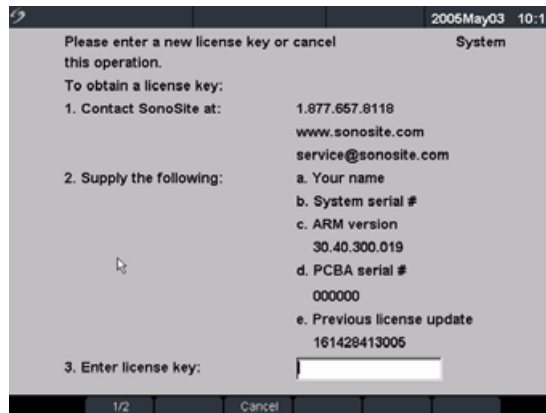 2005May03 10:1
Please enter a new license key or cancel System
this operation.
To obtain a license key:
1. Contact SonoSite at: 1.877.657.8118
www.sonosite.com
service@sonosite.com
2. Supply the following: a. Your name
b. System serial #
c. ARM version
30.40.300.019
d. PCBA serial #
000000
e. Previous license update
161428413005
3. Enter license key:
1/2 Cancel